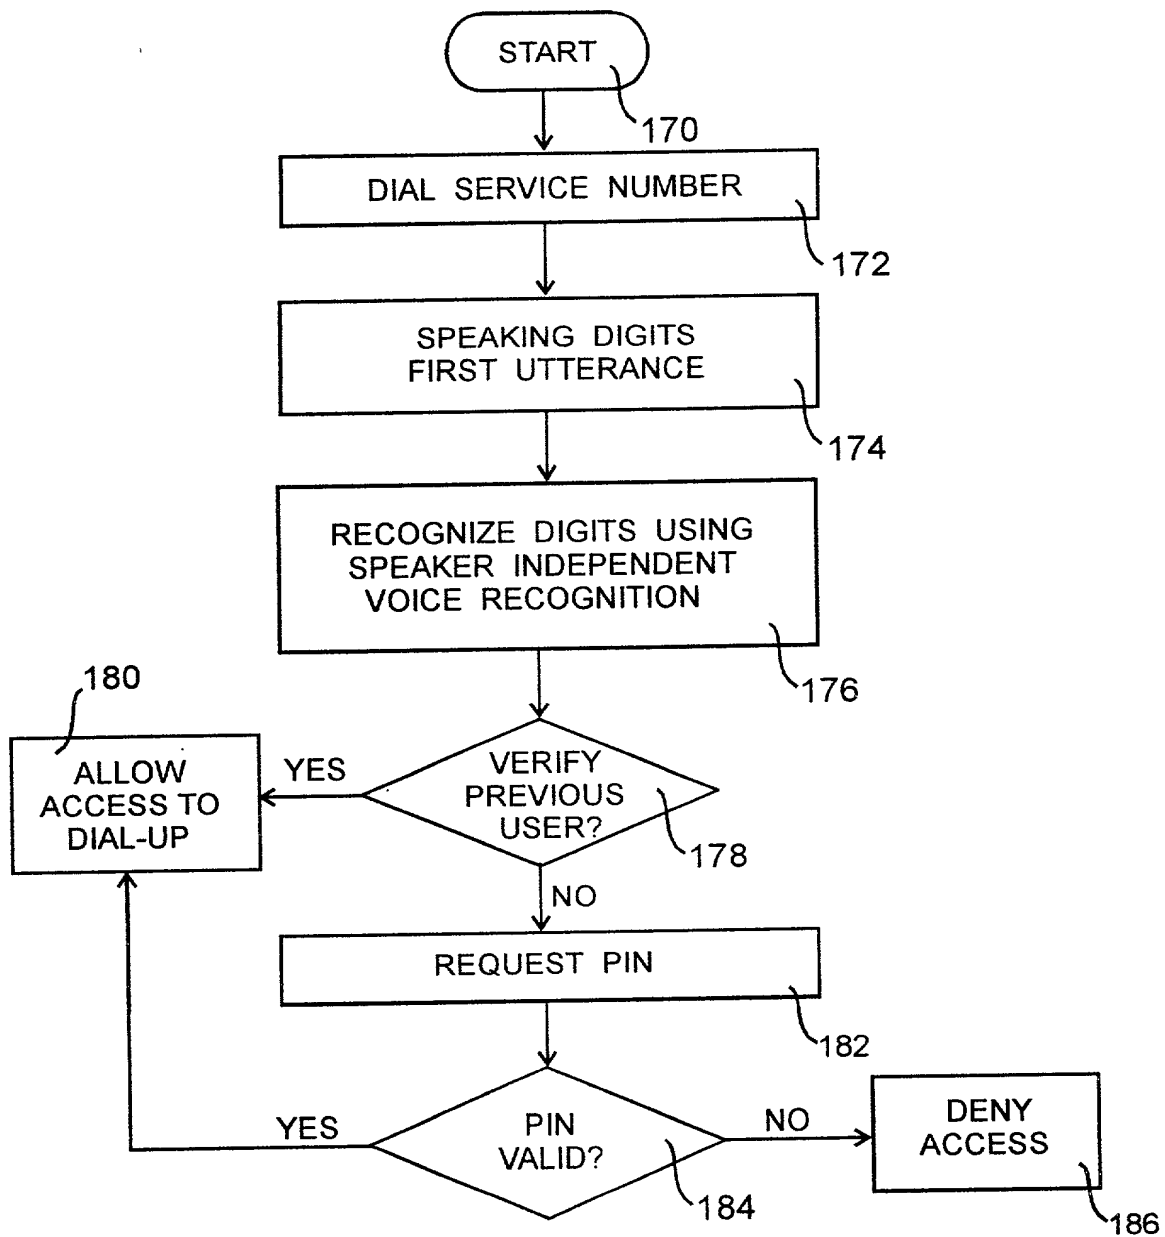 START
170
DIAL SERVICE NUMBER
172
SPEAKING DIGITS
FIRST UTTERANCE
174
RECOGNIZE DIGITS USING
SPEAKER INDEPENDENT
VOICE RECOGNITION
176
180
ALLOW
ACCESS TO
DIAL-UP
YES
VERIFY
PREVIOUS
USER?
178
NO
REQUEST PIN
182
YES
PIN
VALID?
184
NO
DENY
ACCESS
186